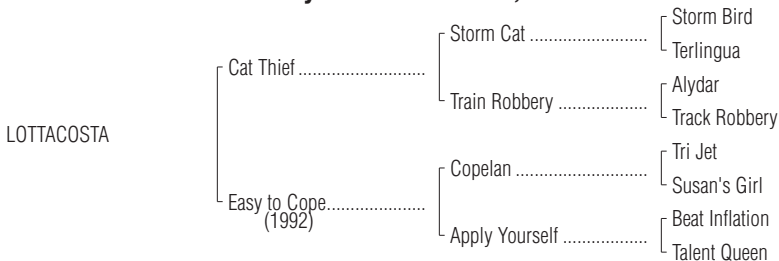 Storm Bird
Storm Cat ..........................
Terlingua
Cat Thief ............................
Alydar
Train Robbery ....................
Track Robbery
LOTTACOSTA
Tri Jet
Copelan .............................
Susan's Girl
Easy to Cope......................
(1992)
Beat Inflation
Apply Yourself ...................
Talent Queen